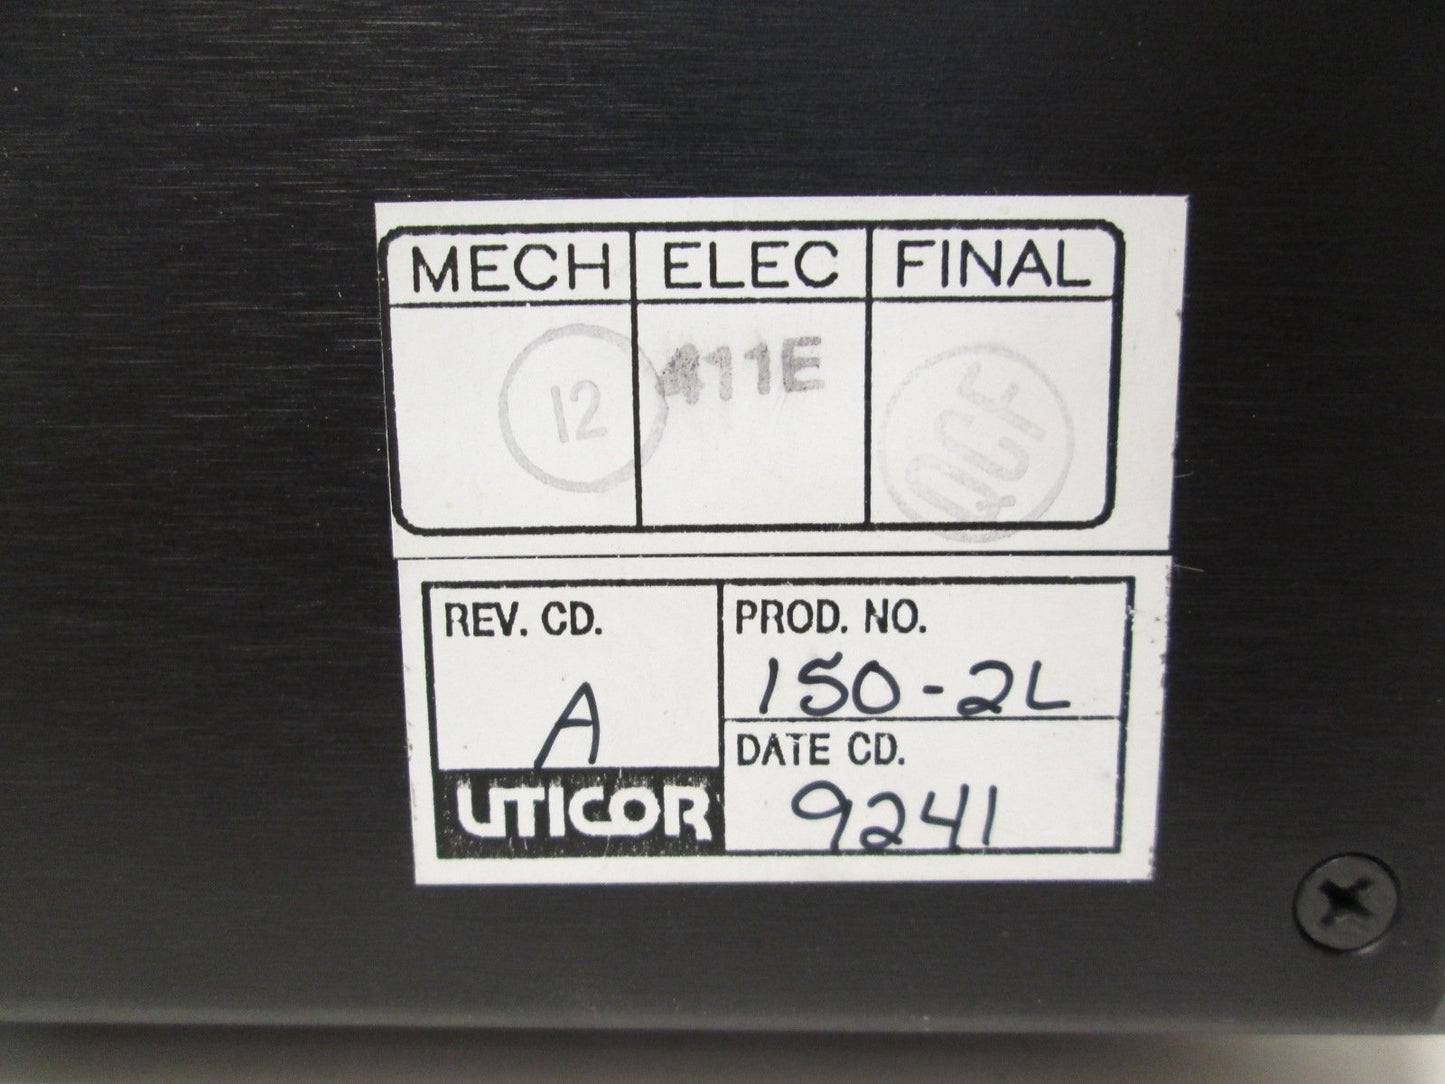 MECH ELEC FINAL
12 411E QCF
REV. CD. PROD. NO.
A 150-2L
DATE CD.
UTICOR 9241